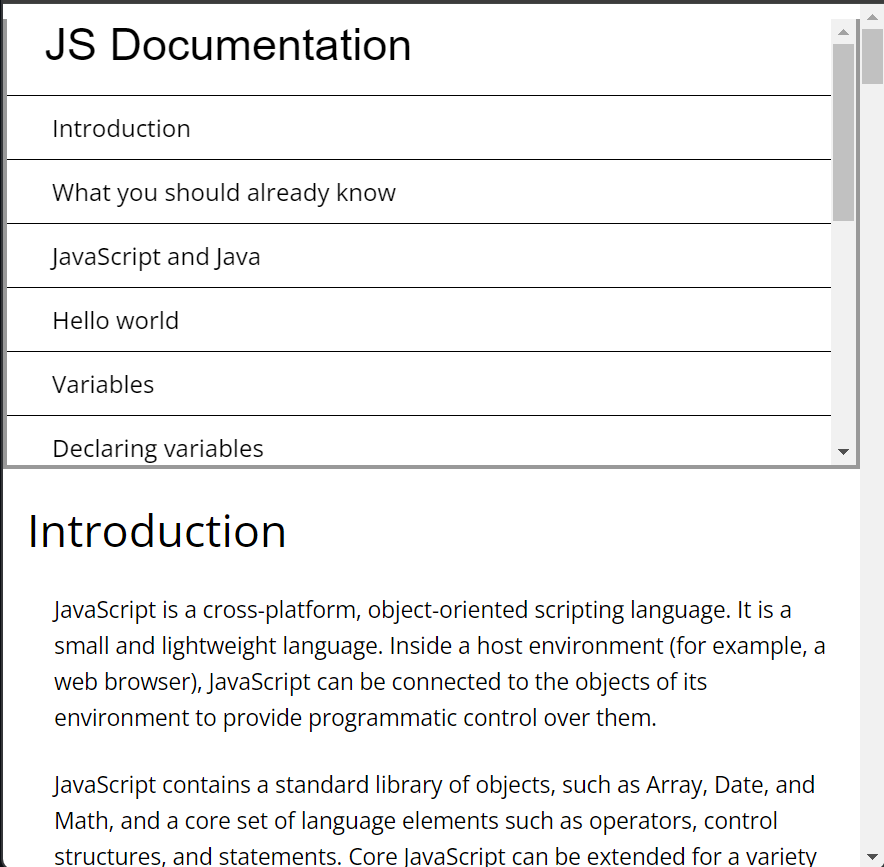 JS Documentation
Introduction
What you should already know
JavaScript and Java
Hello world
Variables
Declaring variables
Introduction
JavaScript is a cross-platform, object-oriented scripting language. It is a
small and lightweight language. Inside a host environment (for example, a
web browser), JavaScript can be connected to the objects of its
environment to provide programmatic control over them.
JavaScript contains a standard library of objects, such as Array, Date, and
Math, and a core set of language elements such as operators, control
structures, and statements. Core JavaScript can be extended for a variety